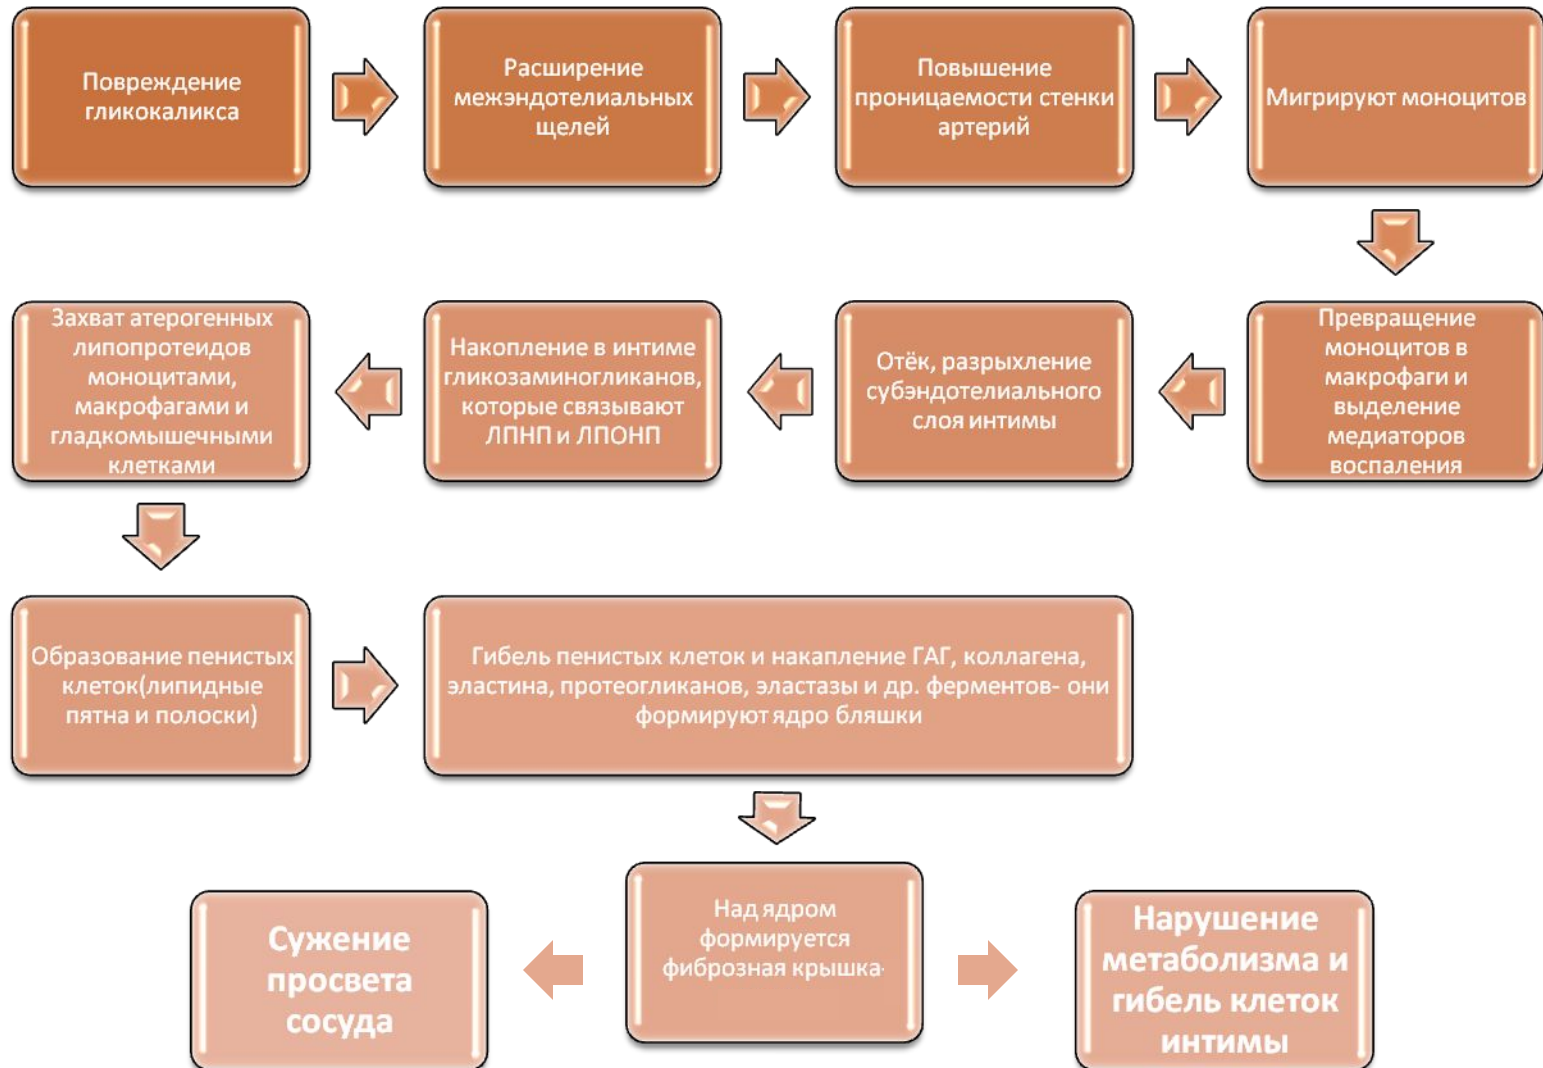 Повреждение
гликокаликса
Расширение
межэндотелиальных
щелей
Повышение
проницаемости стенки
артерий
Мигрируют моноцитов
Превращение
моноцитов в
макрофаги и
выделение
медиаторов
воспаления
Отёк, разрыхление
субэндотелиального
слоя интимы
Накопление в интиме
гликозаминогликанов,
которые связывают
ЛПНП и ЛПОНП
Захват атерогенных
липопротеидов
моноцитами,
макрофагами и
гладкомышечными
клетками
Образование пенистых
клеток(липидные
пятна и полоски)
Гибель пенистых клеток и накапление ГАГ, коллагена,
эластина, протеогликанов, эластазы и др. ферментов- они
формируют ядро бляшки
Над ядром
формируется
фиброзная крышка
Сужение
просвета
сосуда
Нарушение
метаболизма и
гибель клеток
интимы